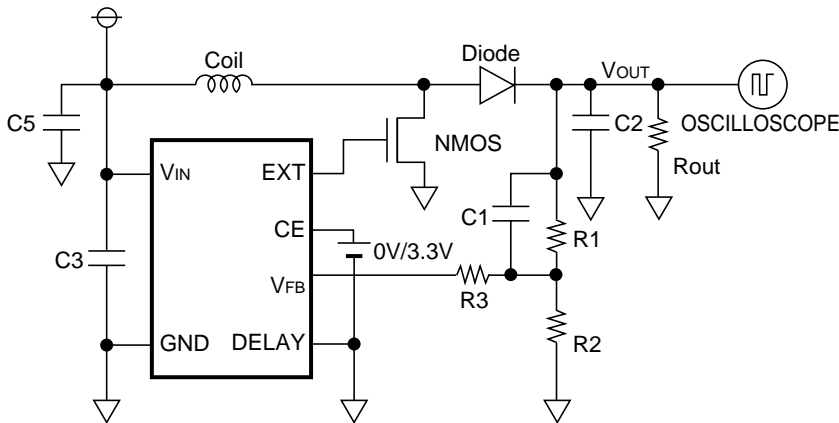 Coil
Diode
VOUT
C5
NMOS
C2
OSCILLOSCOPE
Rout
VIN
EXT
C1
CE
R1
C3
0V/3.3V
VFB
R3
GND
DELAY
R2